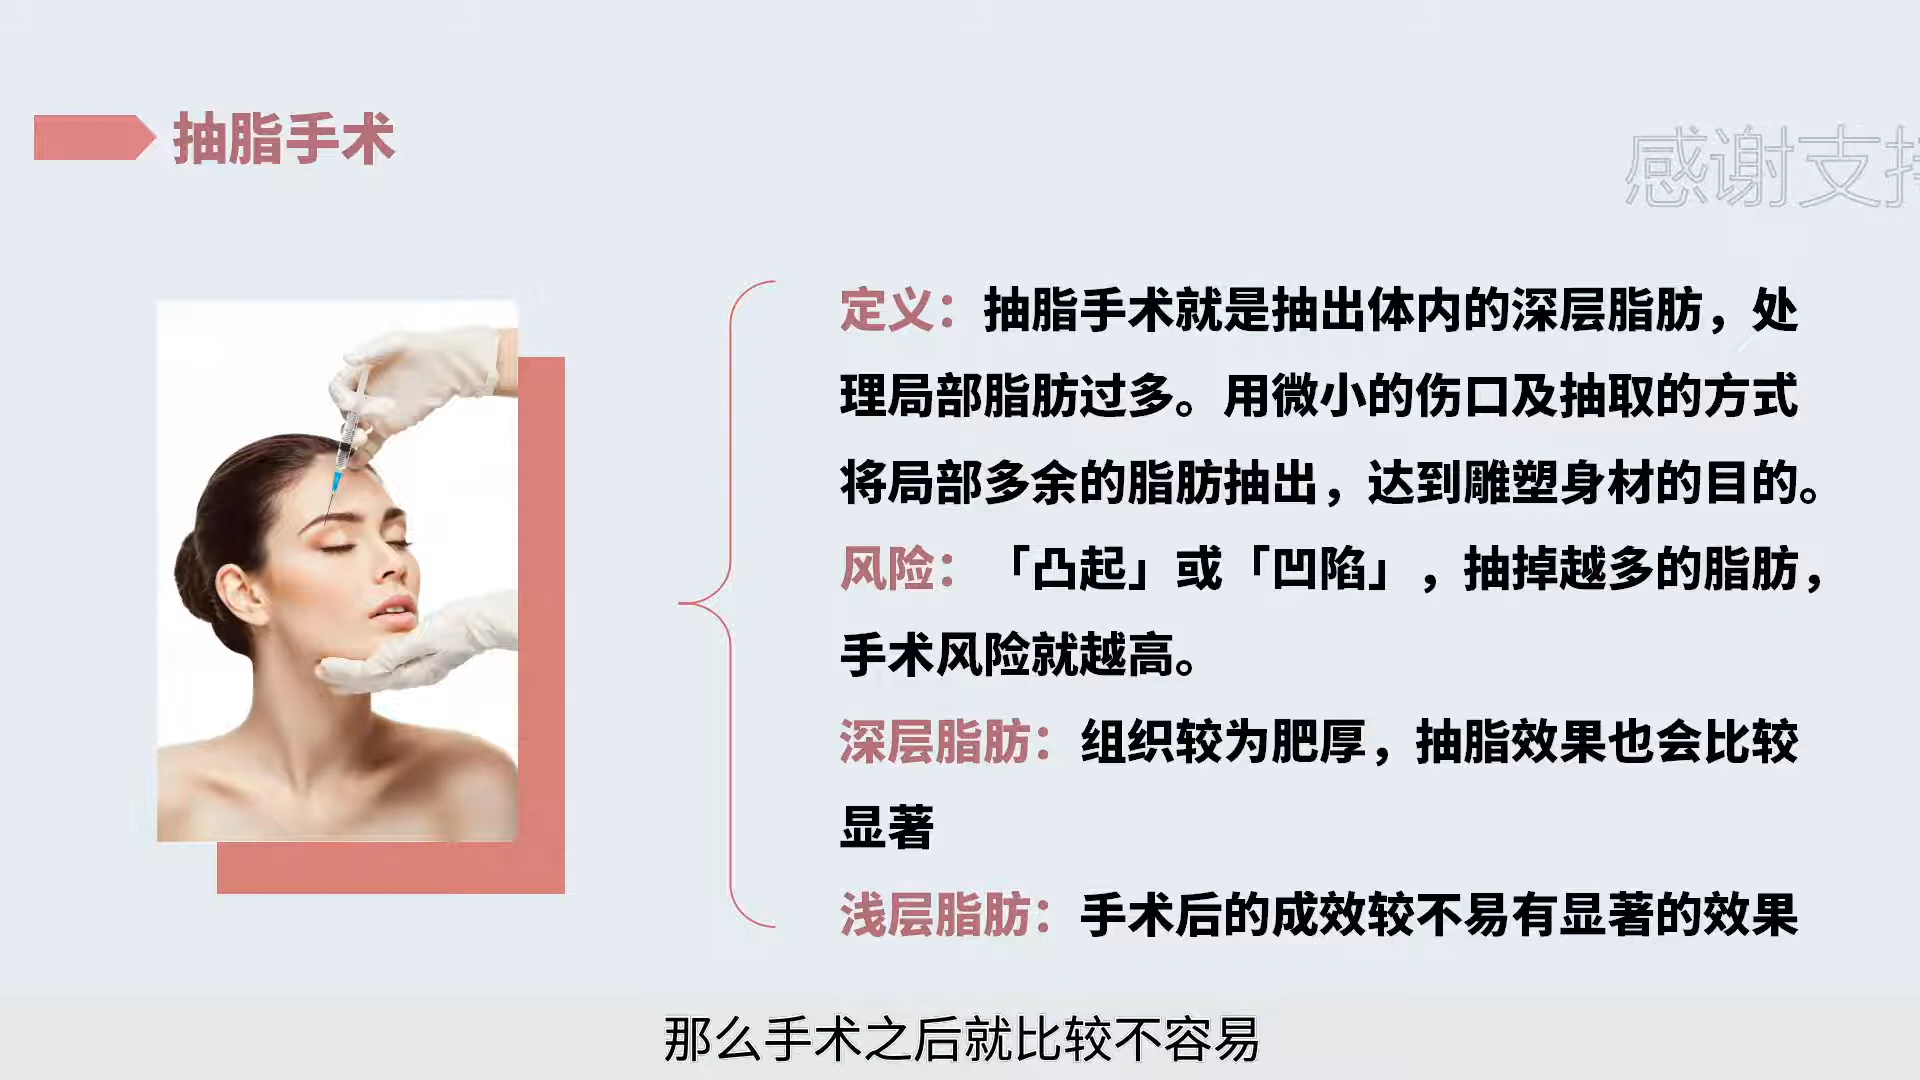 抽脂手术
感谢支持
定义：抽脂手术就是抽出体内的深层脂肪，处
理局部脂肪过多。用微小的伤口及抽取的方式
将局部多余的脂肪抽出，达到雕塑身材的目的。
风险：「凸起」或「凹陷」，抽掉越多的脂肪，
手术风险就越高。
深层脂肪：组织较为肥厚，抽脂效果也会比较
显著
浅层脂肪：手术后的成效较不易有显著的效果
那么手术之后就比较不容易